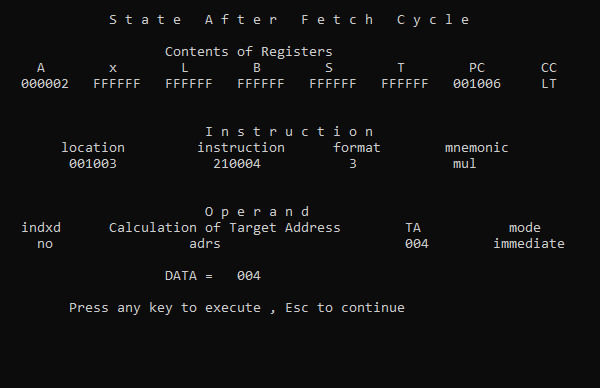 S t a t e   A f t e r   F e t c h   C y c l e
Contents of Registers
A x L B S T PC CC
000002 FFFFFF FFFFFF FFFFFF FFFFFF FFFFFF 001006 LT
I n s t r u c t i o n
location instruction format mnemonic
001003 210004 3 mul
O p e r a n d
indxd Calculation of Target Address TA mode
no adrs 004 immediate
DATA = 004
Press any key to execute , Esc to continue